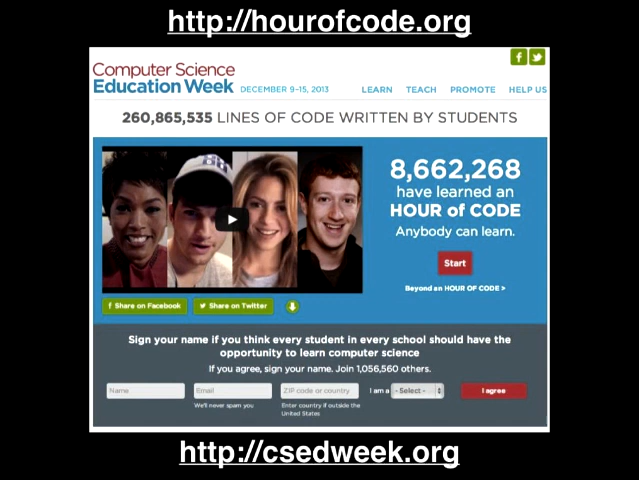 http://hourofcode.org
Computer Science
Education Week DECEMBER 9-15, 2013
LEARN TEACH PROMOTE HELP US
260,865,535 LINES OF CODE WRITTEN BY STUDENTS
8,662,268
have learned an
HOUR of CODE
Anybody can learn.
Start
Beyond an HOUR OF CODE >
f Share on Facebook Share on Twitter
Sign your name if you think every student in every school should have the
opportunity to learn computer science
If you agree, sign your name. Join 1,056,560 others.
Name Email ZIP code or country I am a - Select - I agree
We'll never spam you Enter country if outside the
United States
http://csedweek.org